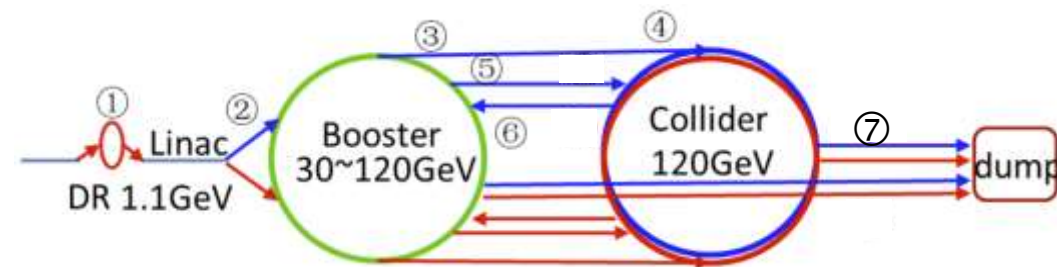 ③
④
①
②
⑤
Linac
Booster
30~120GeV
⑥
Collider
120GeV
⑦
dump
DR 1.1GeV